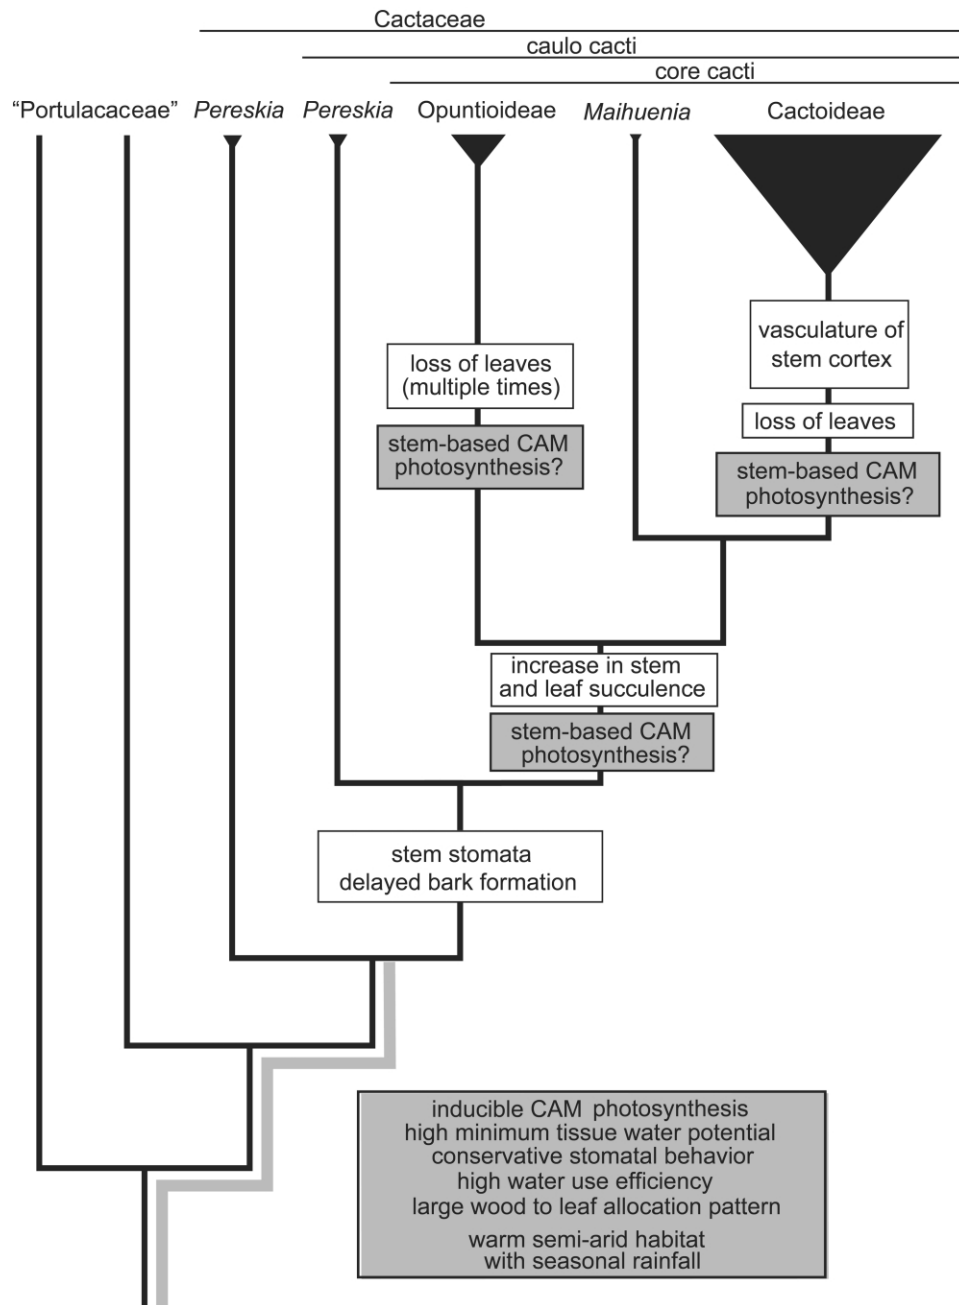 Cactaceae
caulo cacti
core cacti
“Portulacaceae” Pereskia Pereskia Opuntioideae Maihuenia Cactoideae
vasculature of
stem cortex
loss of leaves
(multiple times)
loss of leaves
stem-based CAM
photosynthesis?
stem-based CAM
photosynthesis?
increase in stem
and leaf succulence
stem-based CAM
photosynthesis?
stem stomata
delayed bark formation
inducible CAM photosynthesis
high minimum tissue water potential
conservative stomatal behavior
high water use efficiency
large wood to leaf allocation pattern
warm semi-arid habitat
with seasonal rainfall